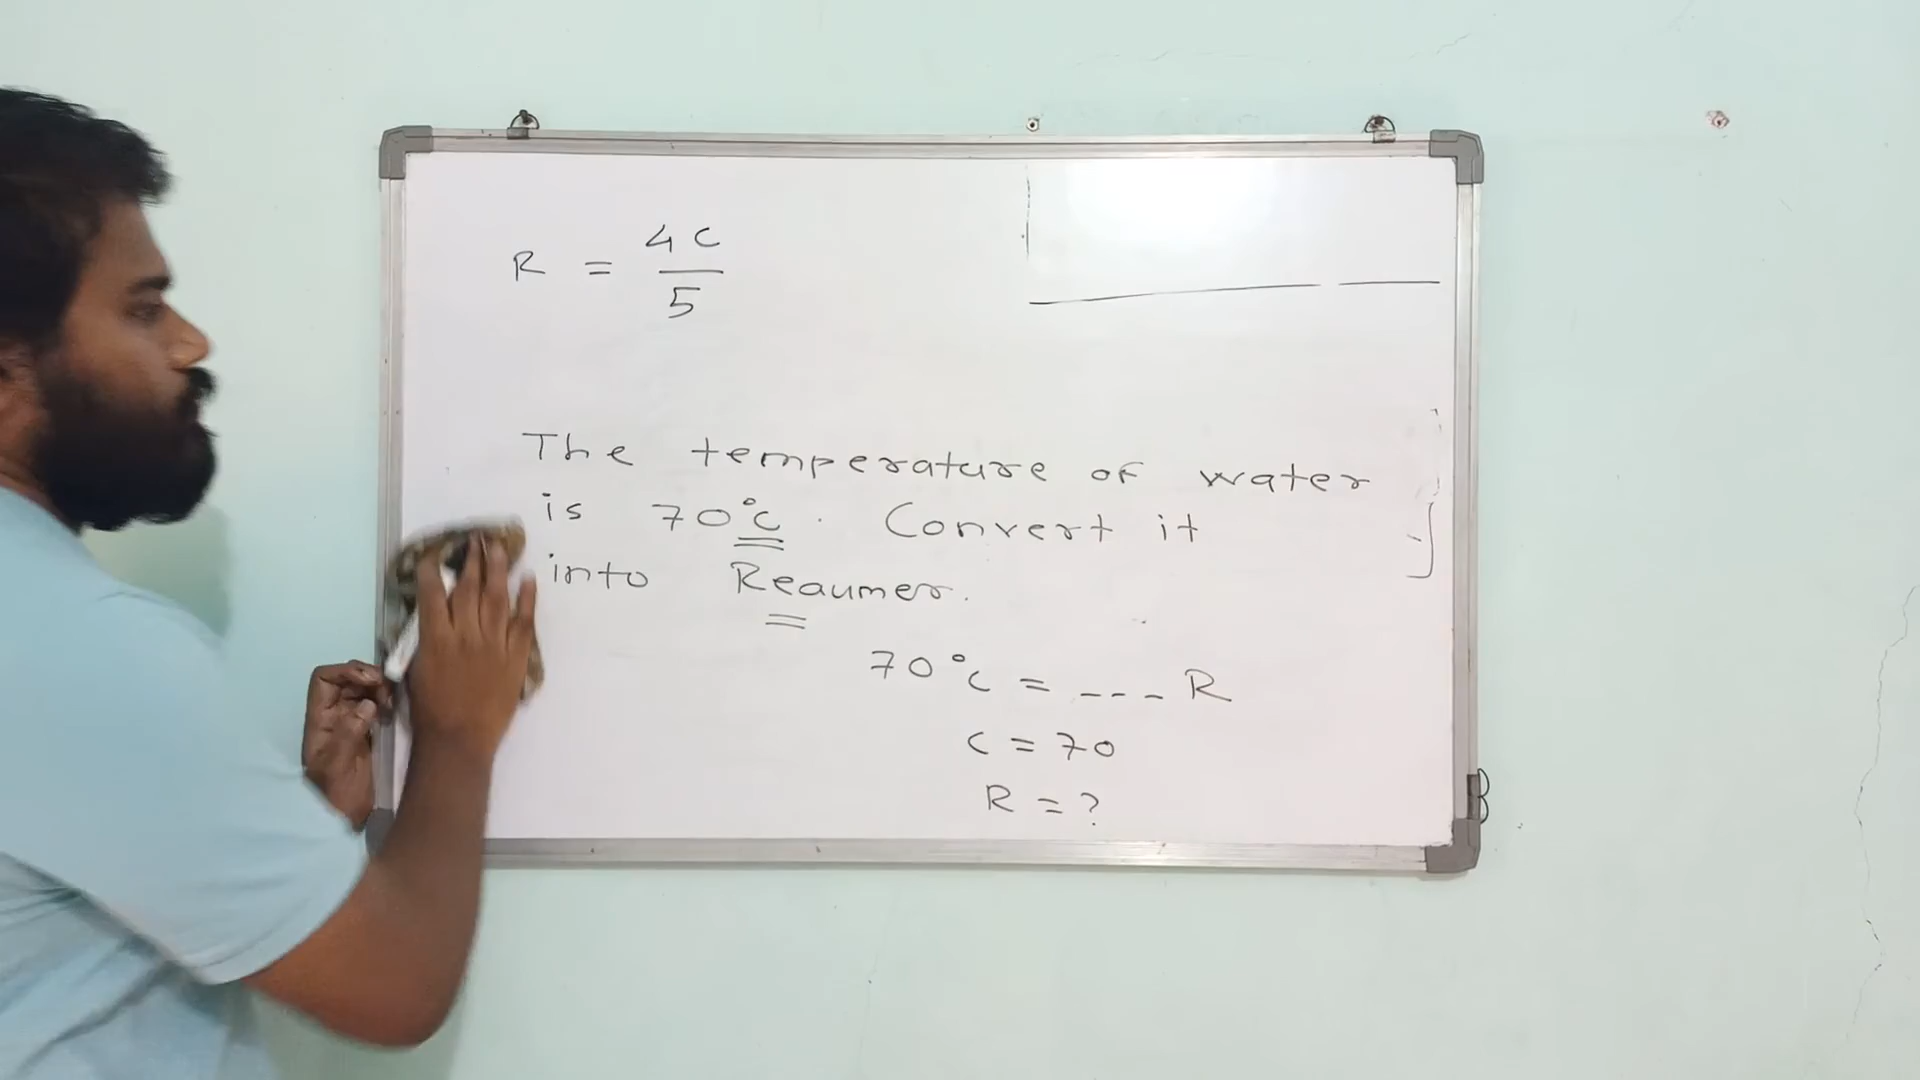 R = 4C
5
The temperature of water
is 70°C. Convert it
into Reaumer.
70°C = --- R
C = 70
R = ?